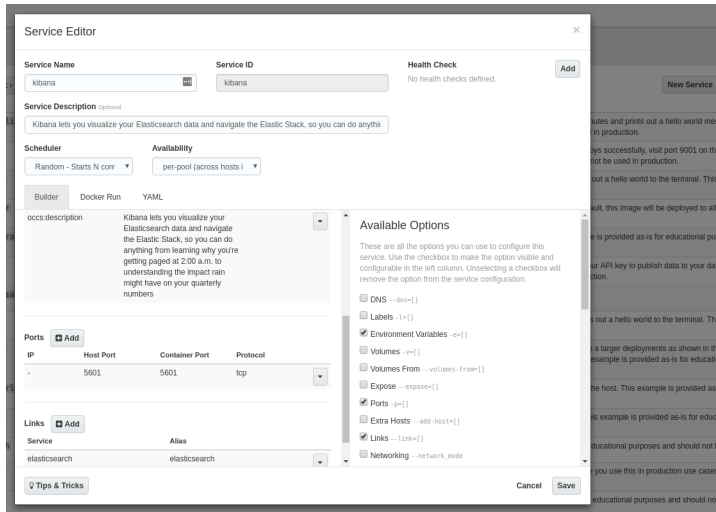 Service Editor
×
Service Name
Service ID
Health Check
Add
kibana
kibana
No health checks defined.
New Service
Service Description Optional
Kibana lets you visualize your Elasticsearch data and navigate the Elastic Stack, so you can do anythin
nutes and prints out a hello world me
in production.
Scheduler
Availability
oys successfully, visit port 9001 on th
not be used in production.
Random - Starts N con
per-pool (across hosts i
out a hello world to the terminal. This
Builder
Docker Run
YAML
ault, this image will be deployed to all
occs:description
Kibana lets you visualize your
Elasticsearch data and navigate
the Elastic Stack, so you can do
anything from learning why you're
getting paged at 2:00 a.m. to
understanding the impact rain
might have on your quarterly
numbers
Available Options
These are all the options you can use to configure this
service. Use the checkbox to make the option visible and
configurable in the left column. Unselecting a checkbox will
remove the option from the service configuration.
DNS --dns=[]
Labels -l=[]
Environment Variables -e=[]
Volumes -v=[]
Volumes From --volumes-from=[]
Expose --expose=[]
Ports -p=[]
Extra Hosts --add-host=[]
Links --link=[]
Networking --network_mode
Ports
Add
IP
Host Port
Container Port
Protocol
-
5601
5601
tcp
Links
Add
Service
Alias
elasticsearch
elasticsearch
e is provided as-is for educational pu
ur API key to publish data to your da
ction.
s out a hello world to the terminal. Th
a larger deployments as shown in th
example is provided as-is for educati
the host. This example is provided as
is example is provided as-is for educ
ducational purposes and should not
you use this in production use cases
educational purposes and should no
Tips & Tricks
Cancel
Save